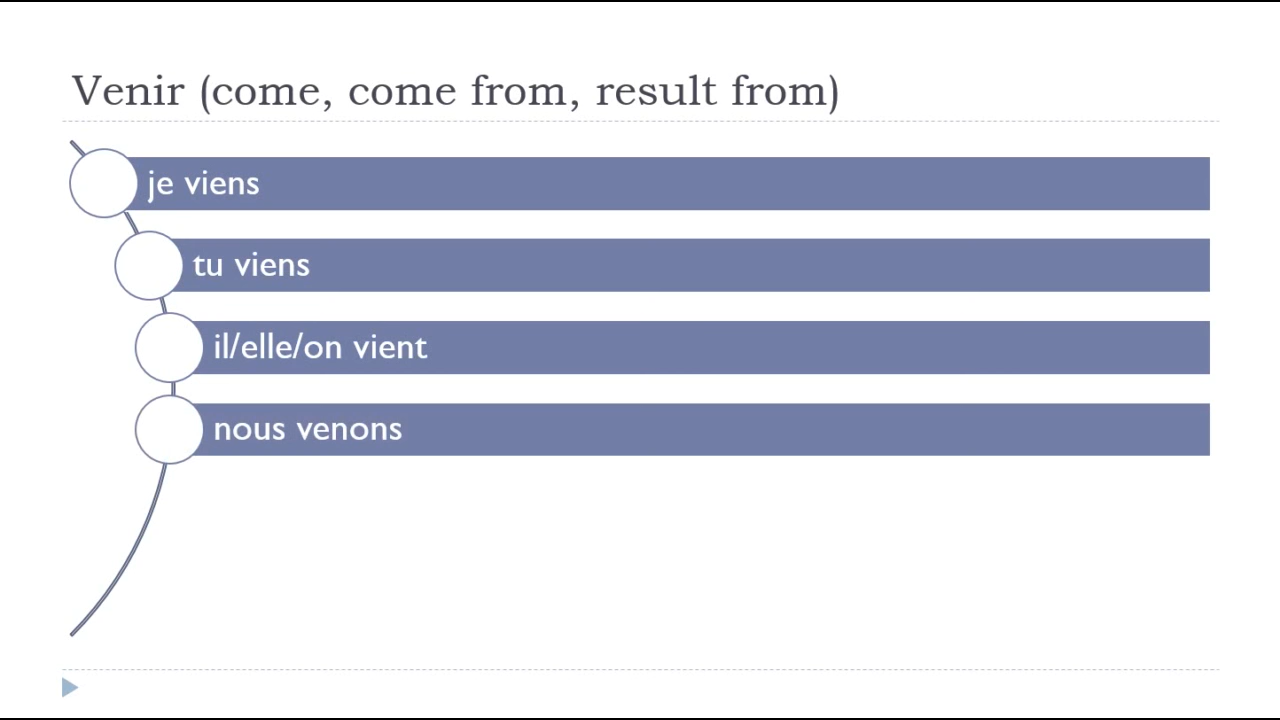 Venir (come, come from, result from)
je viens
tu viens
il/elle/on vient
nous venons